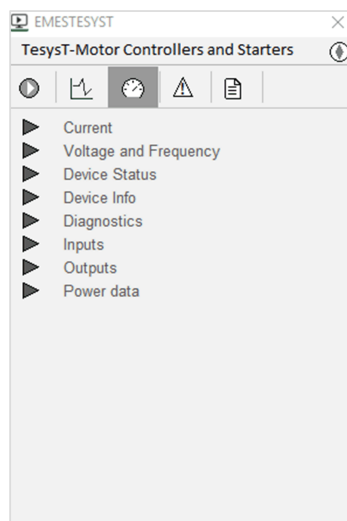 EMESTESYST
TesysT-Motor Controllers and Starters
Current
Voltage and Frequency
Device Status
Device Info
Diagnostics
Inputs
Outputs
Power data